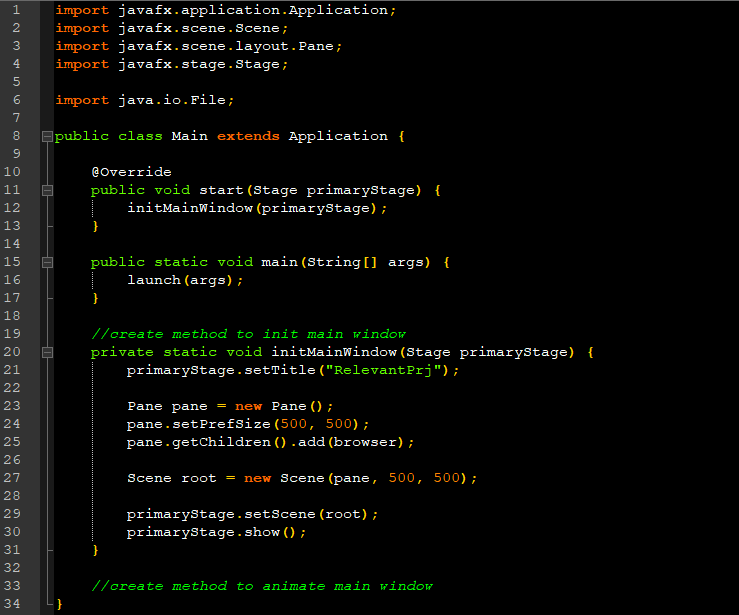 1 import javafx.application.Application;
2 import javafx.scene.Scene;
3 import javafx.scene.layout.Pane;
4 import javafx.stage.Stage;
5
6 import java.io.File;
7
8 public class Main extends Application {
9
10     @Override
11     public void start(Stage primaryStage) {
12         initMainWindow(primaryStage);
13     }
14
15     public static void main(String[] args) {
16         launch(args);
17     }
18
19     //create method to init main window
20     private static void initMainWindow(Stage primaryStage) {
21         primaryStage.setTitle("RelevantPrj");
22
23         Pane pane = new Pane();
24         pane.setPrefSize(500, 500);
25         pane.getChildren().add(browser);
26
27         Scene root = new Scene(pane, 500, 500);
28
29         primaryStage.setScene(root);
30         primaryStage.show();
31     }
32
33     //create method to animate main window
34 }